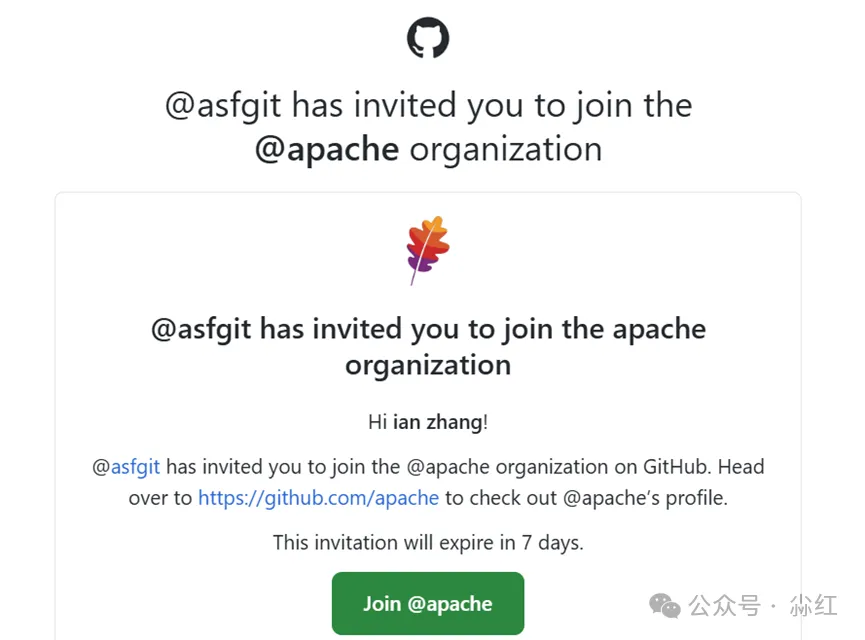 @asfgit has invited you to join the
@apache organization
@asfgit has invited you to join the apache
organization
Hi ian zhang!
@asfgit has invited you to join the @apache organization on GitHub. Head
over to https://github.com/apache to check out @apache's profile.
This invitation will expire in 7 days.
Join @apache
公众号 · 尛红